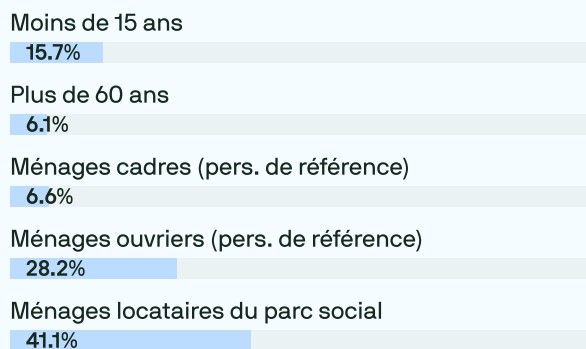 Moins de 15 ans
15.7%
Plus de 60 ans
6.1%
Ménages cadres (pers. de référence)
6.6%
Ménages ouvriers (pers. de référence)
28.2%
Ménages locataires du parc social
41.1%